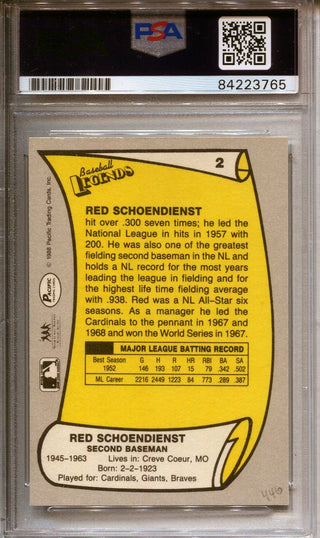 PSA
84223765
2
Baseball
LEGENDS
RED SCHOENDIENST
hit over .300 seven times; he led the
National League in hits in 1957 with
200. He was also one of the greatest
fielding second baseman in the NL and
holds a NL record for the most years
leading the league in fielding and for
the highest life time fielding average
with .938. Red was a NL All-Star six
seasons. As a manager he led the
Cardinals to the pennant in 1967 and
1968 and won the World Series in 1967.
MAJOR LEAGUE BATTING RECORD
Best Season G H R HR RBI BA SA
1952 146 193 107 15 79 .342 .502
ML Career 2216 2449 1223 84 773 .289 .387
RED SCHOENDIENST
SECOND BASEMAN
1945-1963 Lives in: Creve Coeur, MO
Born: 2-2-1923
Played for: Cardinals, Giants, Braves
© 1988 Pacific Trading Cards, Inc.
Pacific
446